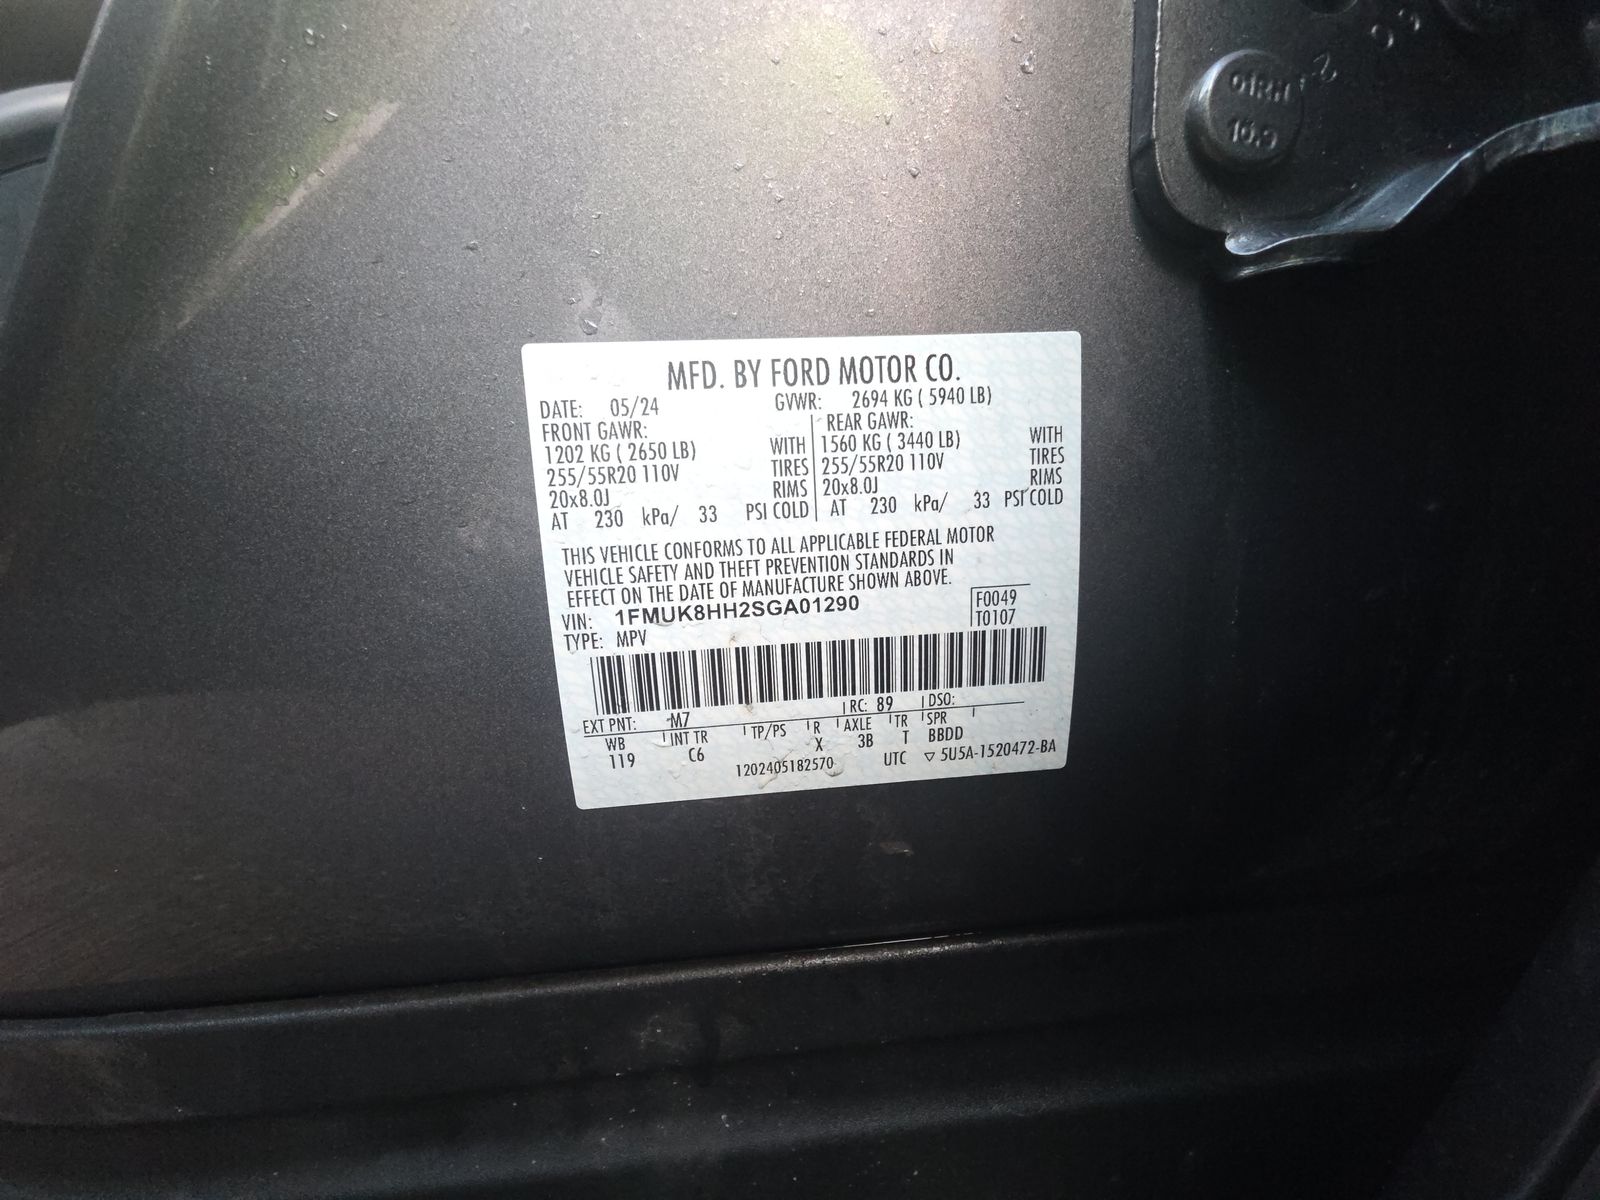 01RH 2
10.9
MFD. BY FORD MOTOR CO.
DATE: 05/24 GVWR: 2694 KG ( 5940 LB)
FRONT GAWR: REAR GAWR:
1202 KG ( 2650 LB) WITH 1560 KG ( 3440 LB) WITH
255/55R20 110V TIRES 255/55R20 110V TIRES
20x8.0J RIMS 20x8.0J RIMS
AT 230 kPa/ 33 PSI COLD AT 230 kPa/ 33 PSI COLD
THIS VEHICLE CONFORMS TO ALL APPLICABLE FEDERAL MOTOR
VEHICLE SAFETY AND THEFT PREVENTION STANDARDS IN
EFFECT ON THE DATE OF MANUFACTURE SHOWN ABOVE.
VIN: 1FMUK8HH2SGA01290 F0049
TYPE: MPV T0107
EXT PNT: M7 RC: 89 DSO:
WB INT TR TP/PS R AXLE TR SPR
119 C6 X 3B T BBDD
1202405182570 UTC ▽ 5U5A-1520472-BA